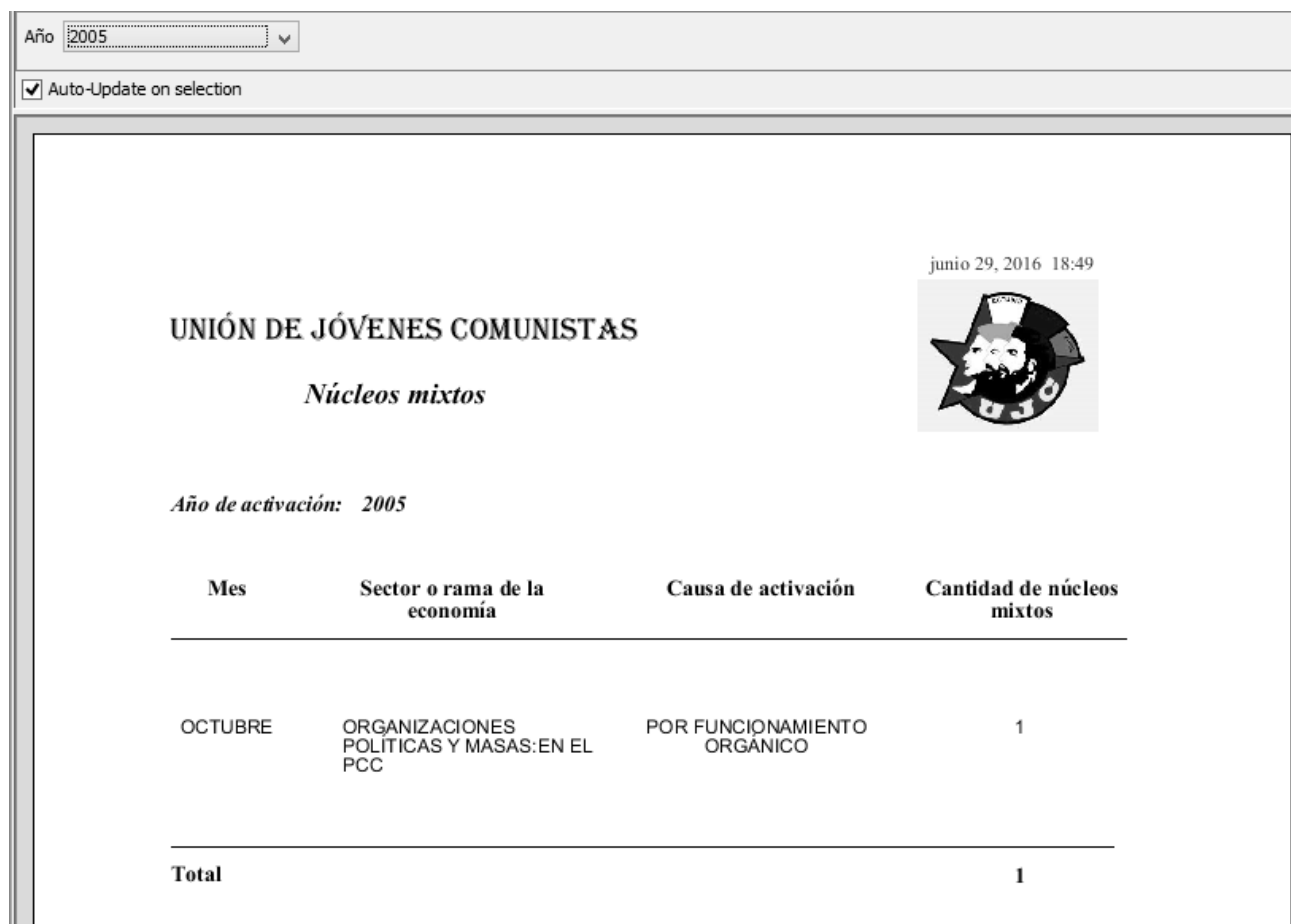 Año 2005
Auto-Update on selection
junio 29, 2016 18:49
UNIÓN DE JÓVENES COMUNISTAS
UJC
Núcleos mixtos
Año de activación: 2005
Mes Sector o rama de la Causa de activación Cantidad de núcleos
economía mixtos
OCTUBRE ORGANIZACIONES POR FUNCIONAMIENTO 1
POLÍTICAS Y MASAS:EN EL ORGÁNICO
PCC
Total 1